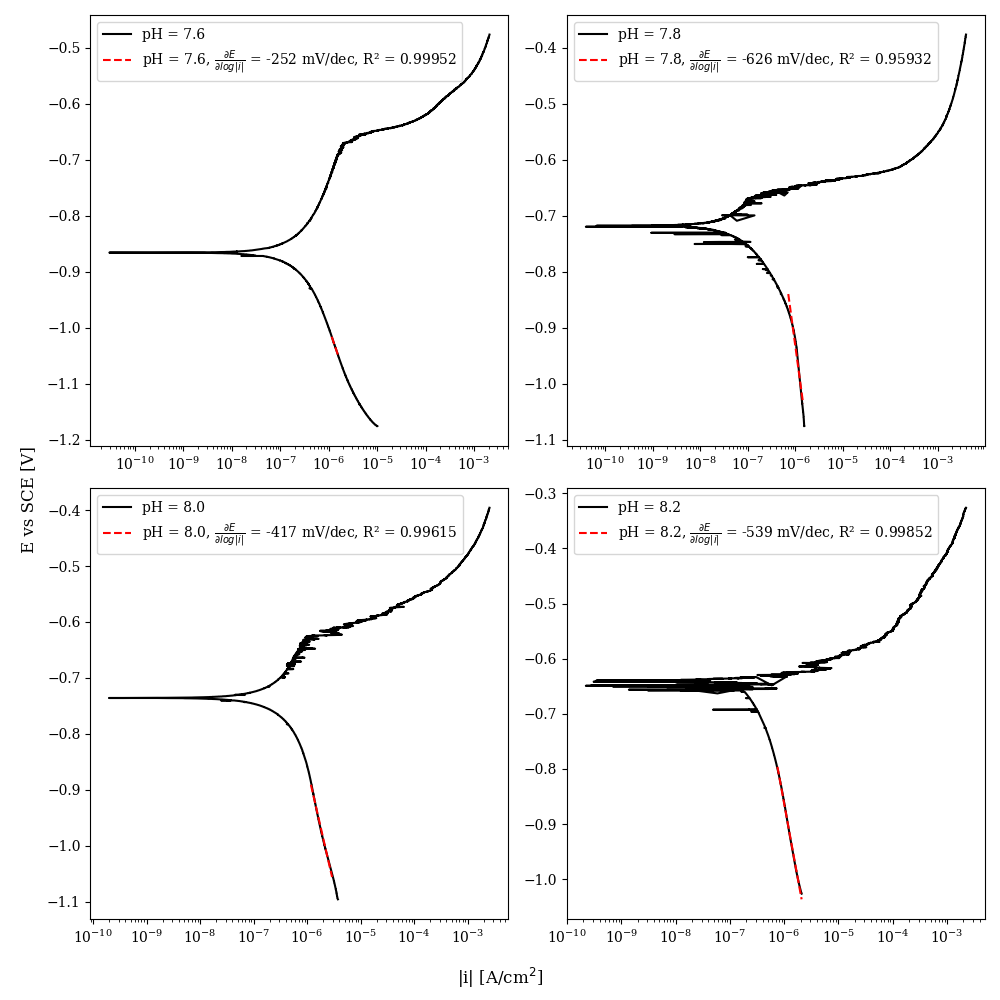 pH = 7.6
pH = 7.6, ∂E/∂log|i| = -252 mV/dec, R² = 0.99952
−0.5
−0.6
−0.7
−0.8
−0.9
−1.0
−1.1
−1.2
10⁻¹⁰ 10⁻⁹ 10⁻⁸ 10⁻⁷ 10⁻⁶ 10⁻⁵ 10⁻⁴ 10⁻³
pH = 7.8
pH = 7.8, ∂E/∂log|i| = -626 mV/dec, R² = 0.95932
−0.4
−0.5
−0.6
−0.7
−0.8
−0.9
−1.0
−1.1
10⁻¹⁰ 10⁻⁹ 10⁻⁸ 10⁻⁷ 10⁻⁶ 10⁻⁵ 10⁻⁴ 10⁻³
E vs SCE [V]
pH = 8.0
pH = 8.0, ∂E/∂log|i| = -417 mV/dec, R² = 0.99615
−0.4
−0.5
−0.6
−0.7
−0.8
−0.9
−1.0
−1.1
10⁻¹⁰ 10⁻⁹ 10⁻⁸ 10⁻⁷ 10⁻⁶ 10⁻⁵ 10⁻⁴ 10⁻³
pH = 8.2
pH = 8.2, ∂E/∂log|i| = -539 mV/dec, R² = 0.99852
−0.3
−0.4
−0.5
−0.6
−0.7
−0.8
−0.9
−1.0
10⁻¹⁰ 10⁻⁹ 10⁻⁸ 10⁻⁷ 10⁻⁶ 10⁻⁵ 10⁻⁴ 10⁻³
|i| [A/cm²]